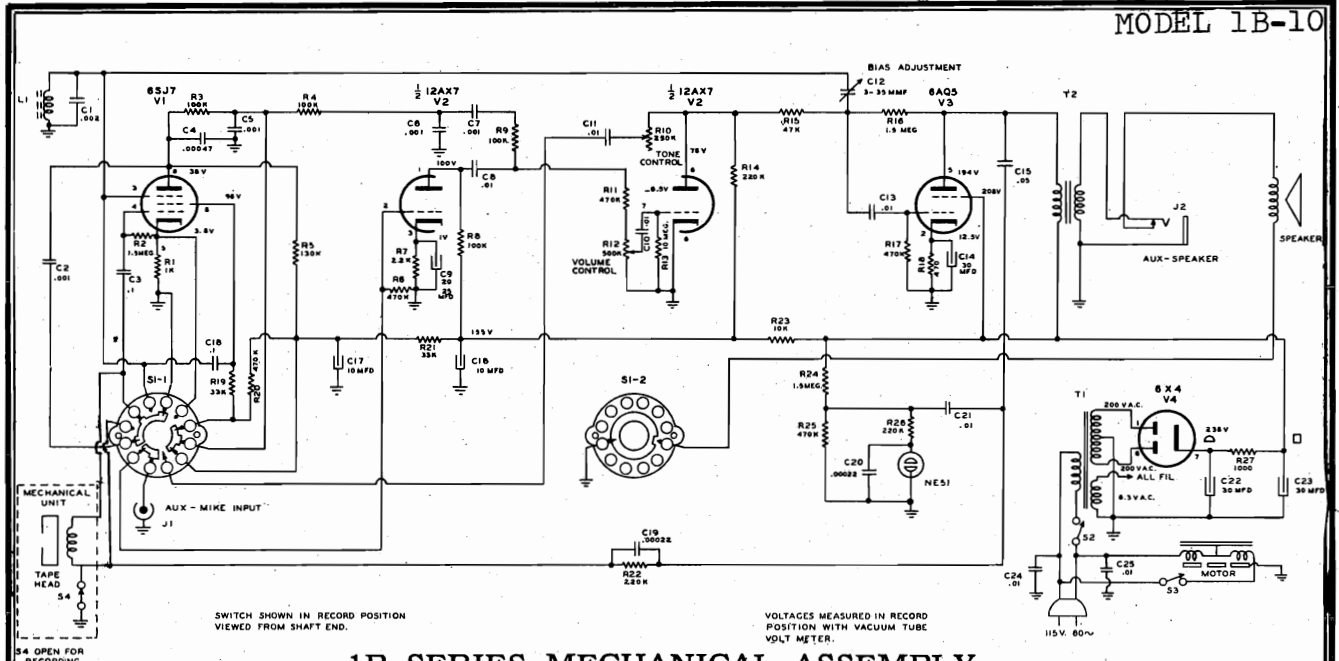 MODEL 1B-10
L1
C1
.002
6SJ7
V1
R3
100K
C4
.00047
C5
.001
R4
100K
½ 12AX7
V2
C6
.001
C7
.001
R9
100K
C11
.01
R10
250K
TONE
CONTROL
½ 12AX7
V2
R15
47K
BIAS ADJUSTMENT
C12
3-35 MMF
6AQ5
V3
R16
1.5 MEG
T2
38V
96V
3.8V
R2
1.5MEG.
R1
1K
C3
.1
C2
.001
R5
150K
100V
C8
.01
1V
R7
2.2K
R6
470K
C9
20
25
MFD
R8
100K
R11
470K
R12
500K
VOLUME
CONTROL
C10
.01
R13
10 MEG.
78V
R14
220K
C13
.01
R17
470K
R18
470
C14
30
MFD
194V
208V
12.5V
C15
.05
J2
AUX-SPEAKER
SPEAKER
C18
.1
R19
33K
R20
470K
C17
10 MFD
R21
33K
155V
C16
10 MFD
R23
10K
S1-1
S1-2
R24
1.5MEG.
R25
470K
R26
220K
C21
.01
C20
.00022
NE51
T1
6X4
V4
200 V.A.C.
200 V.A.C.
ALL FIL.
6.3 V.A.C.
238V
R27
1000
C22
30 MFD
C23
30 MFD
MECHANICAL
UNIT
TAPE
HEAD
S4
AUX - MIKE INPUT
J1
C19
.00022
R22
220K
S2
C24
.01
C25
.01
MOTOR
S3
115V. 60~
SWITCH SHOWN IN RECORD POSITION
VIEWED FROM SHAFT END.
VOLTAGES MEASURED IN RECORD
POSITION WITH VACUUM TUBE
VOLT METER.
S4 OPEN FOR
RECORDING
1B SERIES MECHANICAL ASSEMBLY